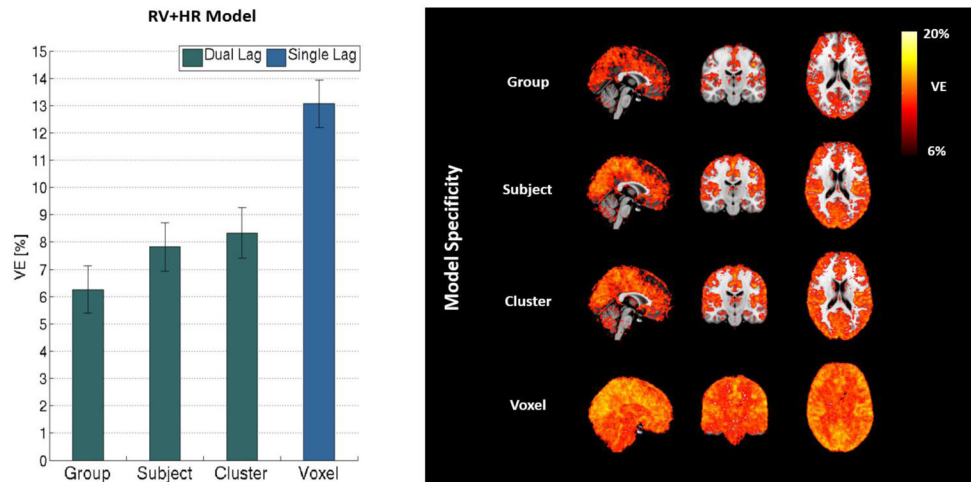 RV+HR Model
Dual Lag
Single Lag
15
14
13
12
11
10
9
8
7
6
5
4
3
2
1
0
VE [%]
Group
Subject
Cluster
Voxel
Model Specificity
Group
Subject
Cluster
Voxel
20%
VE
6%